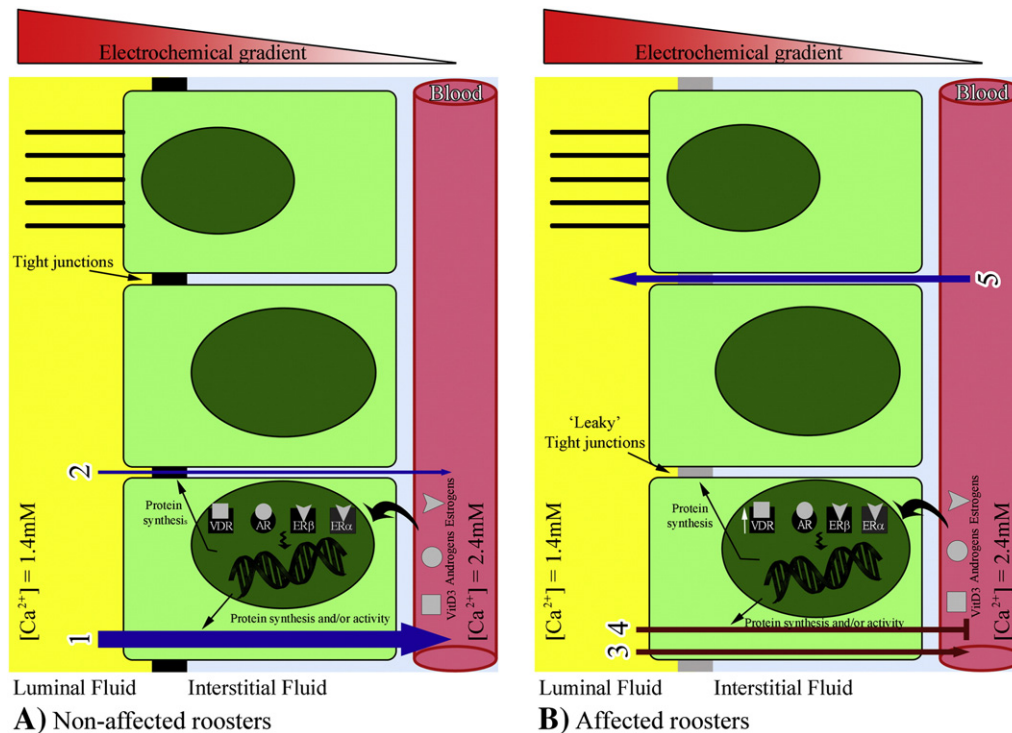 Electrochemical gradient
Blood
Tight junctions
2
Protein
synthesis
VDR
AR
ERβ
ERα
Protein synthesis and/or activity
1
[Ca²⁺] = 1.4mM
VitD3 Androgens Estrogens
[Ca²⁺] = 2.4mM
Luminal Fluid
Interstitial Fluid
A) Non-affected roosters
Electrochemical gradient
Blood
5
'Leaky'
Tight junctions
Protein
synthesis
VDR
AR
ERβ
ERα
Protein synthesis and/or activity
3 4
[Ca²⁺] = 1.4mM
VitD3 Androgens Estrogens
[Ca²⁺] = 2.4mM
Luminal Fluid
Interstitial Fluid
B) Affected roosters